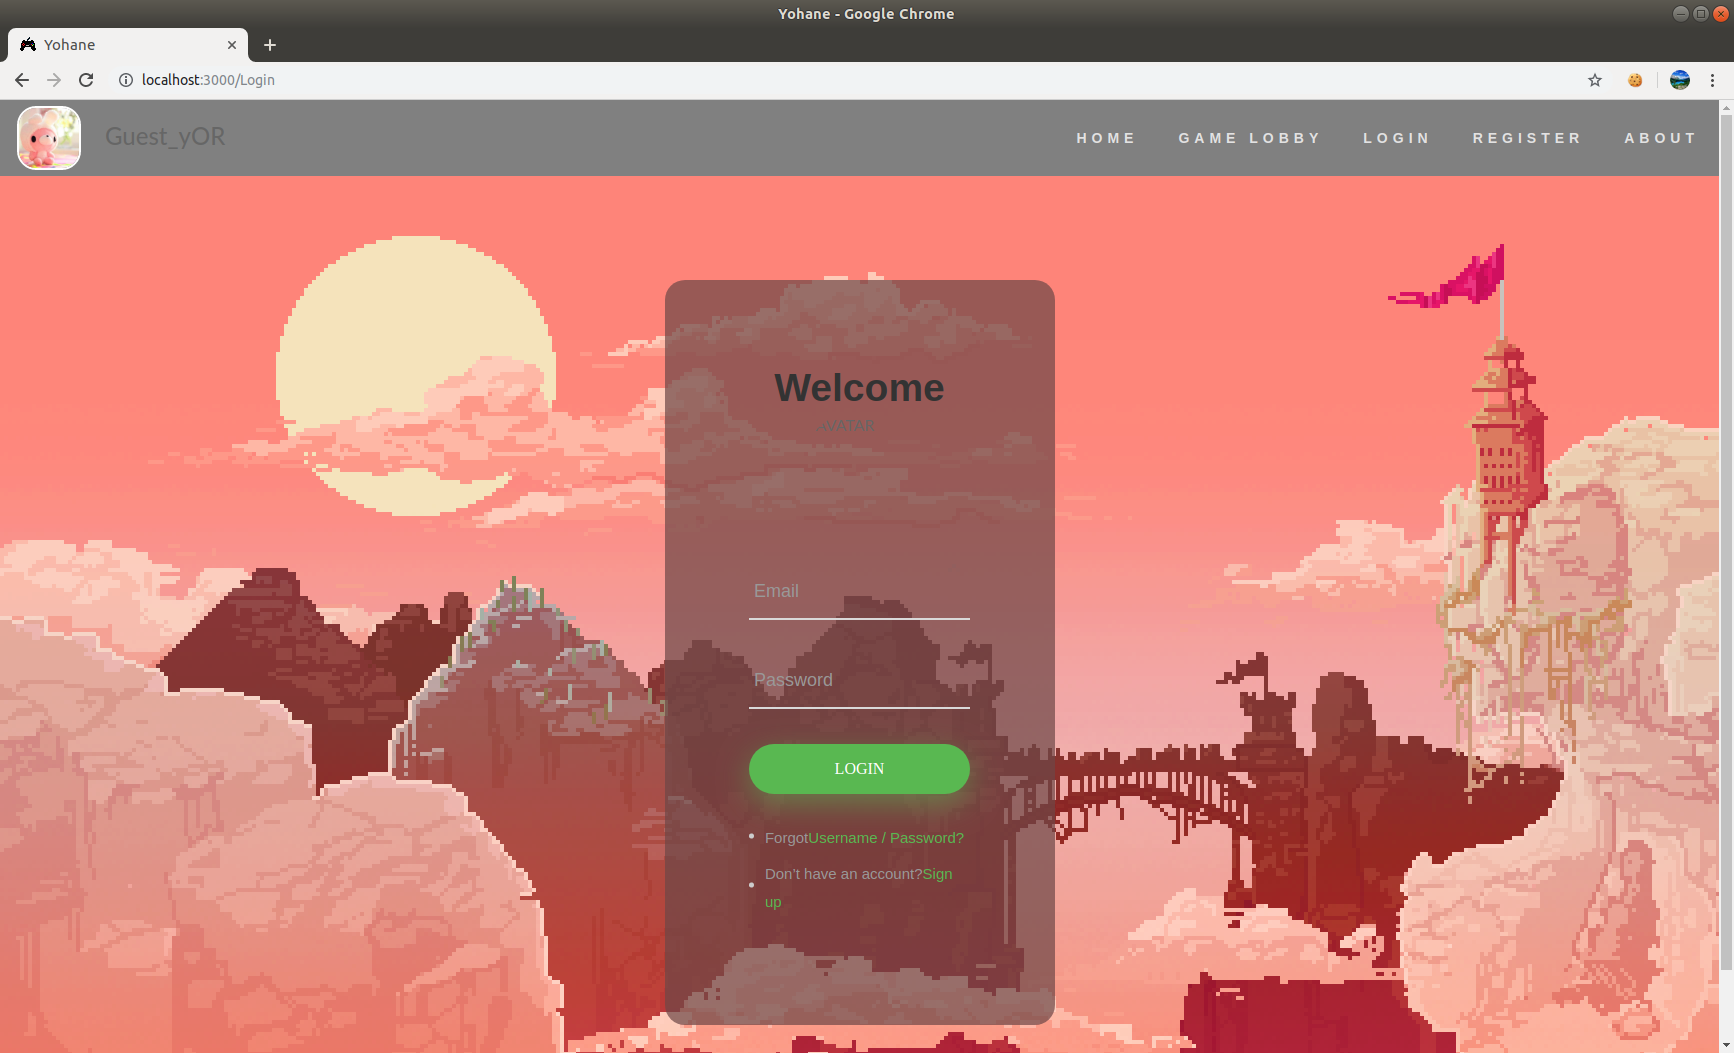 Yohane - Google Chrome
Yohane
localhost:3000/Login
Guest_yOR
HOME GAME LOBBY LOGIN REGISTER ABOUT
Welcome
AVATAR
Email
Password
LOGIN
ForgotUsername / Password?
Don't have an account?Sign
up